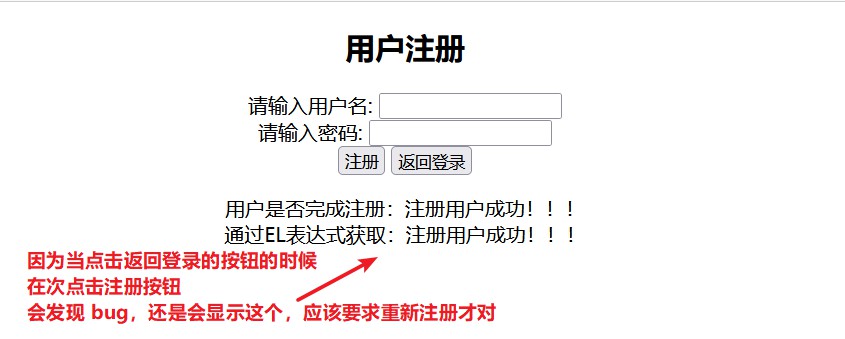 用户注册
请输入用户名:
请输入密码:
注册 返回登录
用户是否完成注册：注册用户成功！！！
通过EL表达式获取：注册用户成功！！！
因为当点击返回登录的按钮的时候
在次点击注册按钮
会发现 bug，还是会显示这个，应该要求重新注册才对